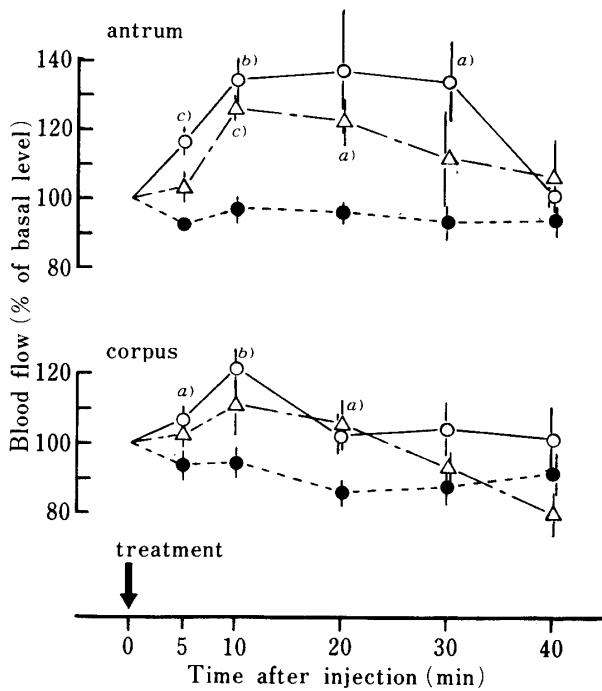 antrum
140
120
100
80
a)
b)
c)
c)
a)
Blood flow (% of basal level)
corpus
120
100
80
a)
b)
a)
treatment
0 5 10 20 30 40
Time after injection (min)